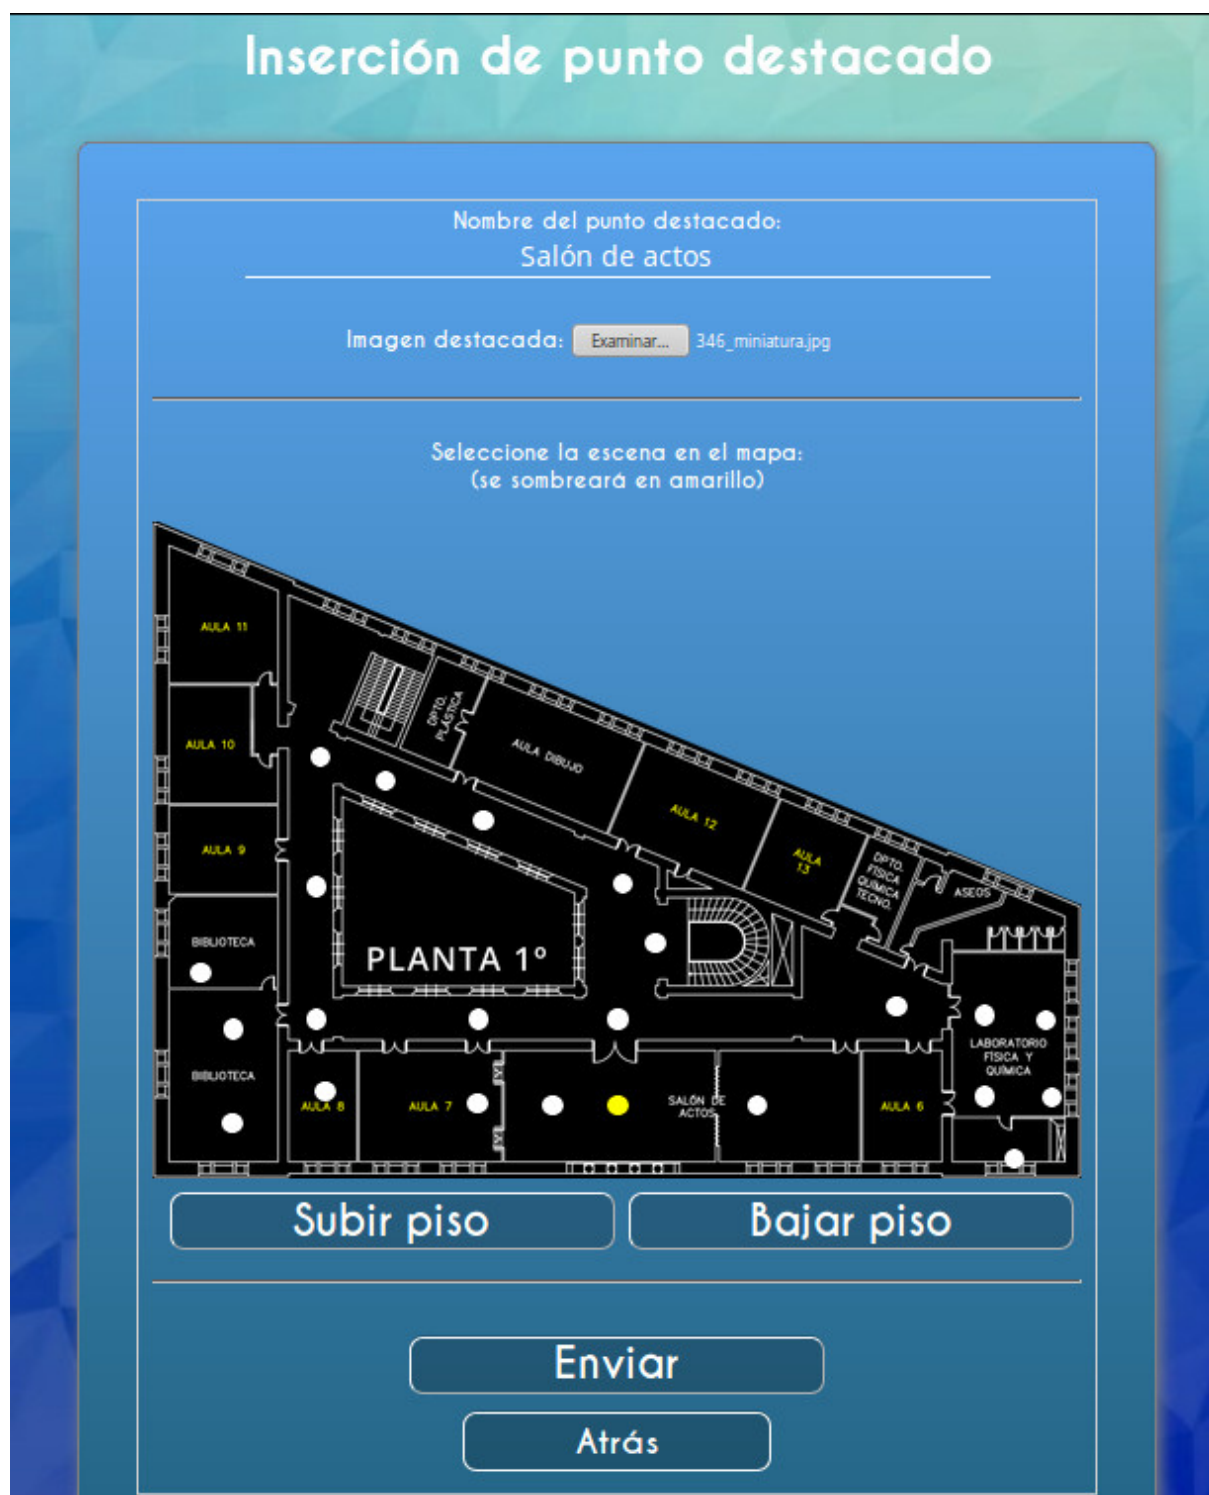 Inserción de punto destacado
Nombre del punto destacado:
Salón de actos
Imagen destacada: Examinar... 346_miniatura.jpg
Seleccione la escena en el mapa:
(se sombreará en amarillo)
AULA 11
DPTO.
PLÁSTICA
AULA 10
AULA DIBUJO
AULA 12
AULA 9
AULA
13
DPTO.
FÍSICA
QUÍMICA
TECNO.
ASEOS
BIBLIOTECA
PLANTA 1º
LABORATORIO
FÍSICA Y
QUÍMICA
BIBLIOTECA
AULA 8
AULA 7
SALÓN DE
ACTOS
AULA 6
Subir piso
Bajar piso
Enviar
Atrás